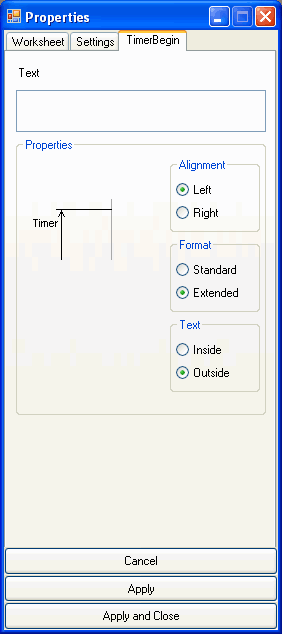 Properties
Worksheet Settings TimerBegin
Text
Properties
Alignment
Left
Right
Timer
Format
Standard
Extended
Text
Inside
Outside
Cancel
Apply
Apply and Close